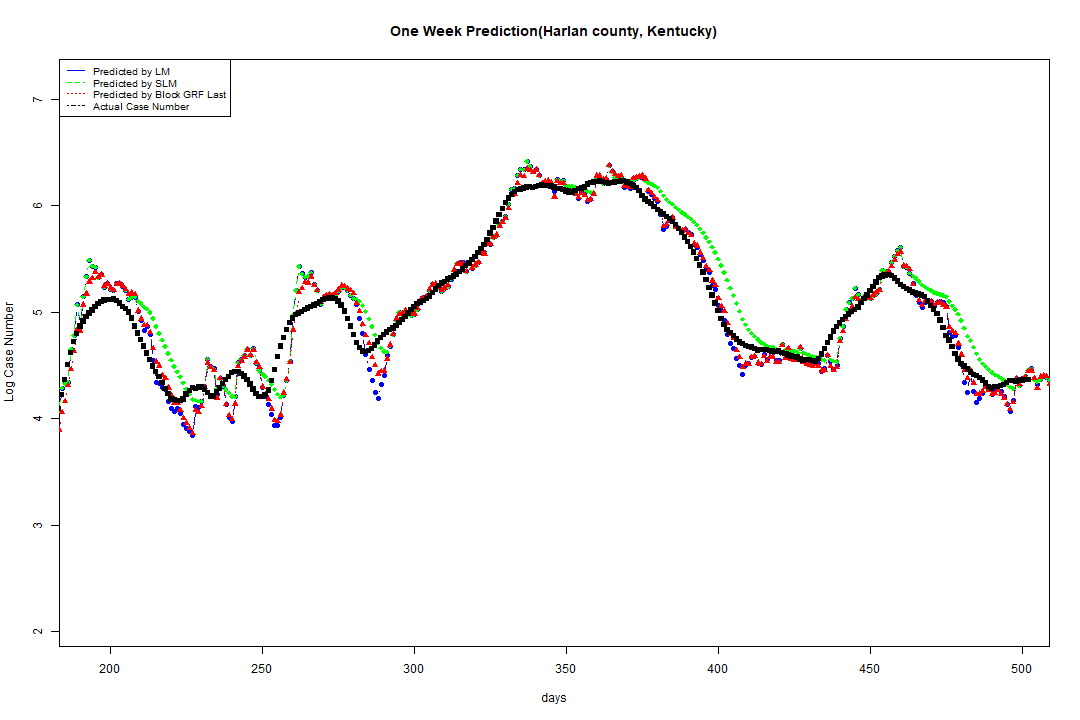 One Week Prediction(Harlan county, Kentucky)
Predicted by LM
Predicted by SLM
Predicted by Block GRF Last
Actual Case Number
Log Case Number
7
6
5
4
3
2
200 250 300 350 400 450 500
days